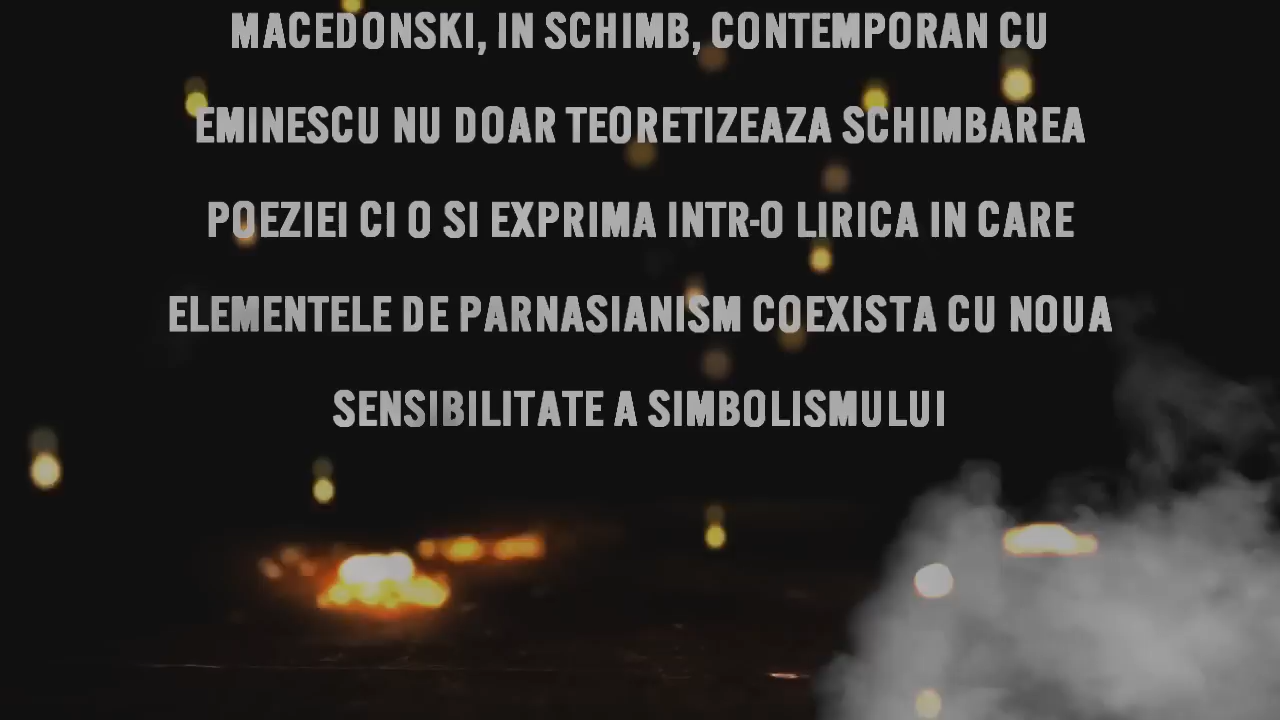 MACEDONSKI, IN SCHIMB, CONTEMPORAN CU
EMINESCU NU DOAR TEORETIZEAZA SCHIMBAREA
POEZIEI CI O SI EXPRIMA INTR-O LIRICA IN CARE
ELEMENTELE DE PARNASIANISM COEXISTA CU NOUA
SENSIBILITATE A SIMBOLISMULUI